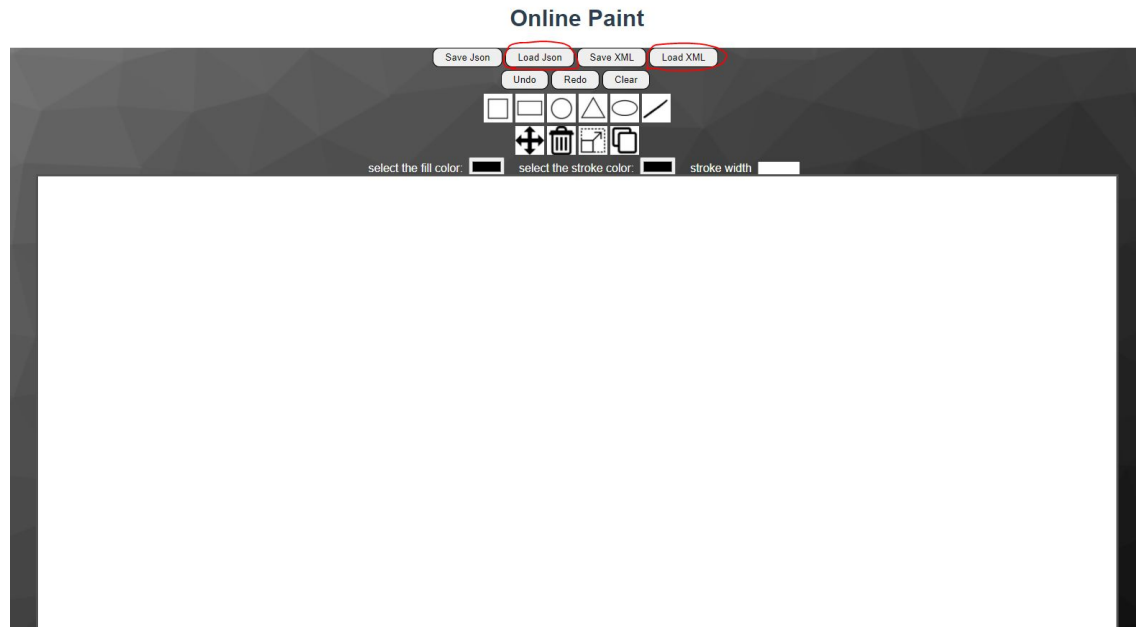 Online Paint
Save Json Load Json Save XML Load XML
Undo Redo Clear
select the fill color: select the stroke color: stroke width